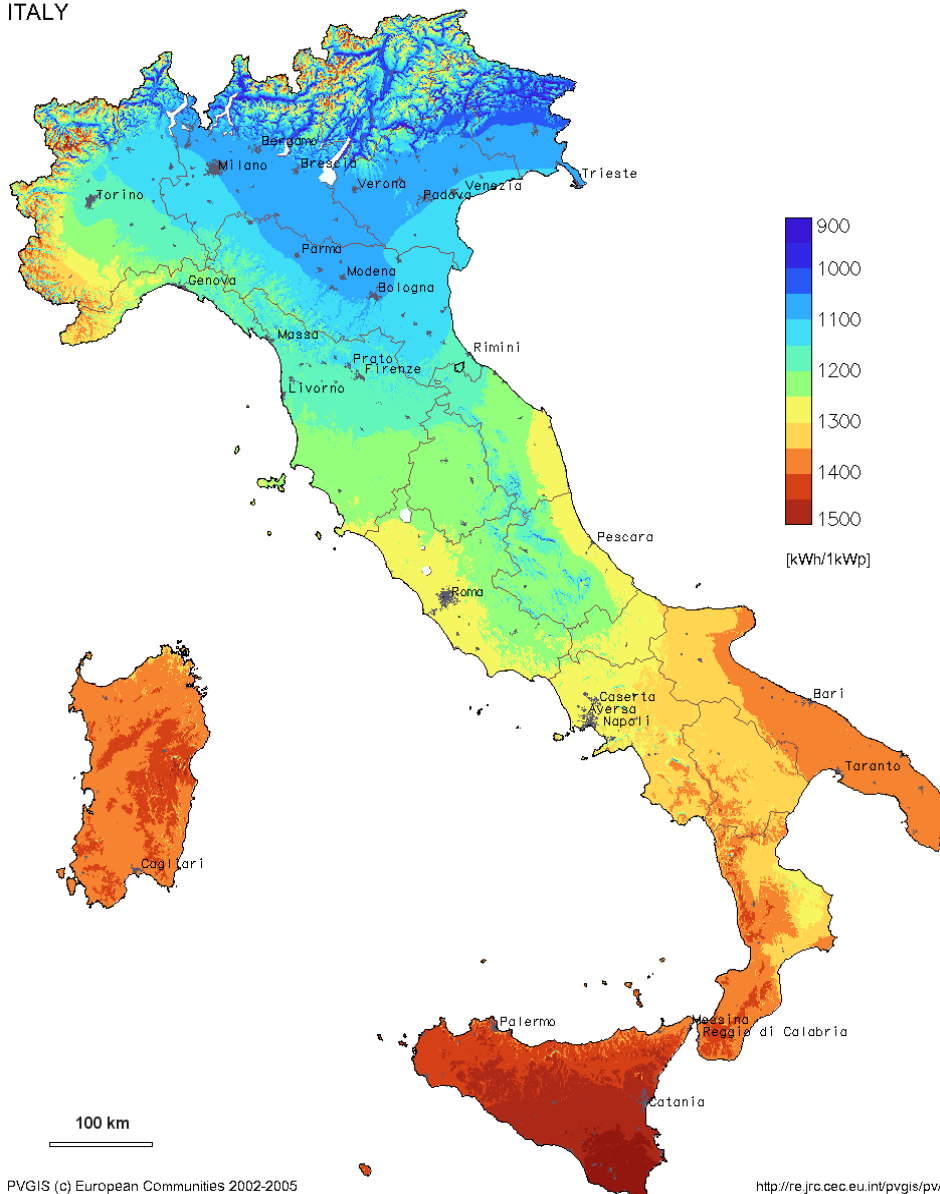 ITALY
Bergamo
Milano
Brescia
Trieste
Verona
Venezia
Torino
Padova
Parma
Modena
Genova
Bologna
Massa
Rimini
Prato
Firenze
Livorno
900
1000
1100
1200
1300
1400
1500
[kWh/1kWp]
Pescara
Roma
Caserta
Aversa
Napoli
Bari
Taranto
Cagliari
Palermo
Messina
Reggio di Calabria
Catania
100 km
PVGIS (c) European Communities 2002-2005
http://re.jrc.cec.eu.int/pvgis/pv/